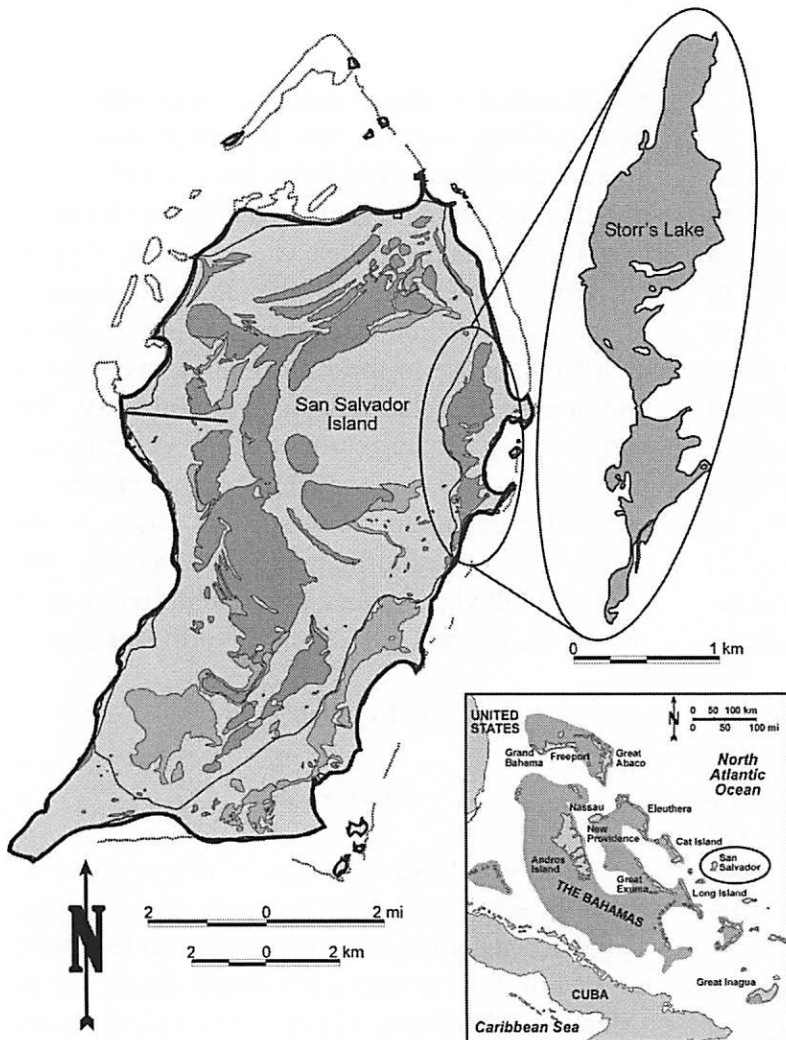 Storr's Lake
San Salvador
Island
0 1 km
N
2 0 2 mi
2 0 2 km
UNITED
STATES
N
0 50 100 km
0 50 100 mi
Grand
Bahema
Freeport
Great
Abaco
North
Atlantic
Ocean
Nassau
New
Providence
Eleuthera
Cat Island
San
Salvador
Andros
Island
Great
Exuma
Long Island
THE BAHAMAS
Great Inagua
CUBA
Caribbean Sea